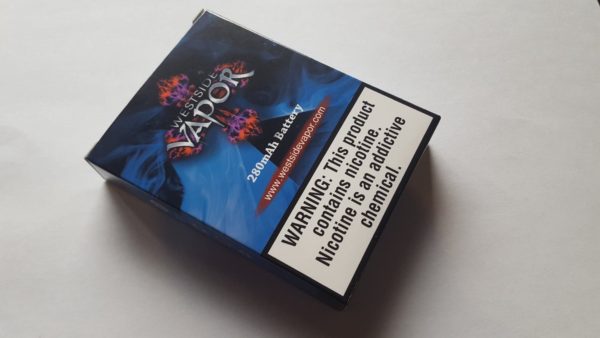 WESTSIDE
VAPOR
280mAh Battery
www.westsidevapor.com
WARNING: This product
contains nicotine.
Nicotine is an addictive
chemical.